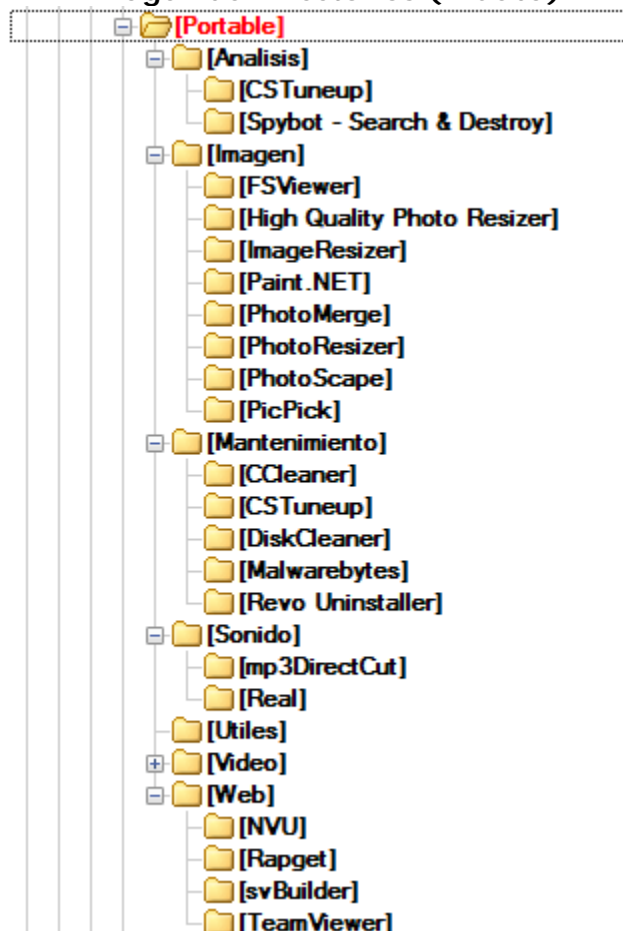 [Portable]
[Analisis]
[CSTuneup]
[Spybot - Search & Destroy]
[Imagen]
[FSViewer]
[High Quality Photo Resizer]
[ImageResizer]
[Paint.NET]
[PhotoMerge]
[PhotoResizer]
[PhotoScape]
[PicPick]
[Mantenimiento]
[CCleaner]
[CSTuneup]
[DiskCleaner]
[Malwarebytes]
[Revo Uninstaller]
[Sonido]
[mp3DirectCut]
[Real]
[Utiles]
[Video]
[Web]
[NVU]
[Rapget]
[svBuilder]
[TeamViewer]